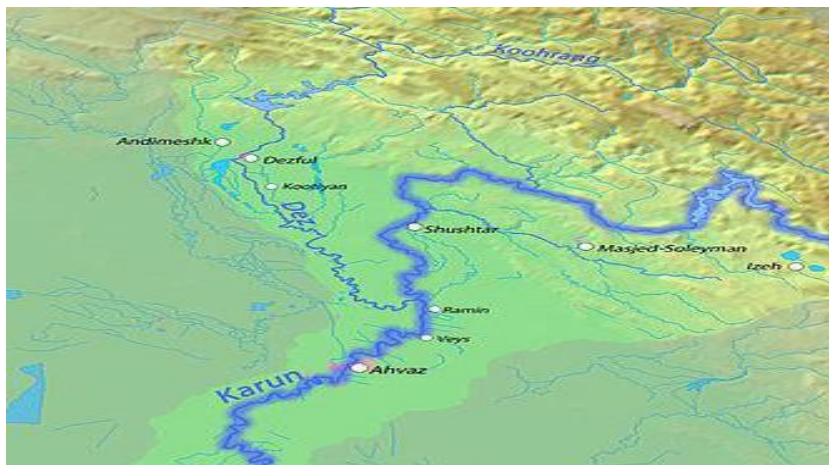 Koohrang
Andimeshk
Dezful
Kootiyan
Dez
Shushtar
Masjed-Soleyman
Izeh
Ramin
Veys
Karun
Ahvaz